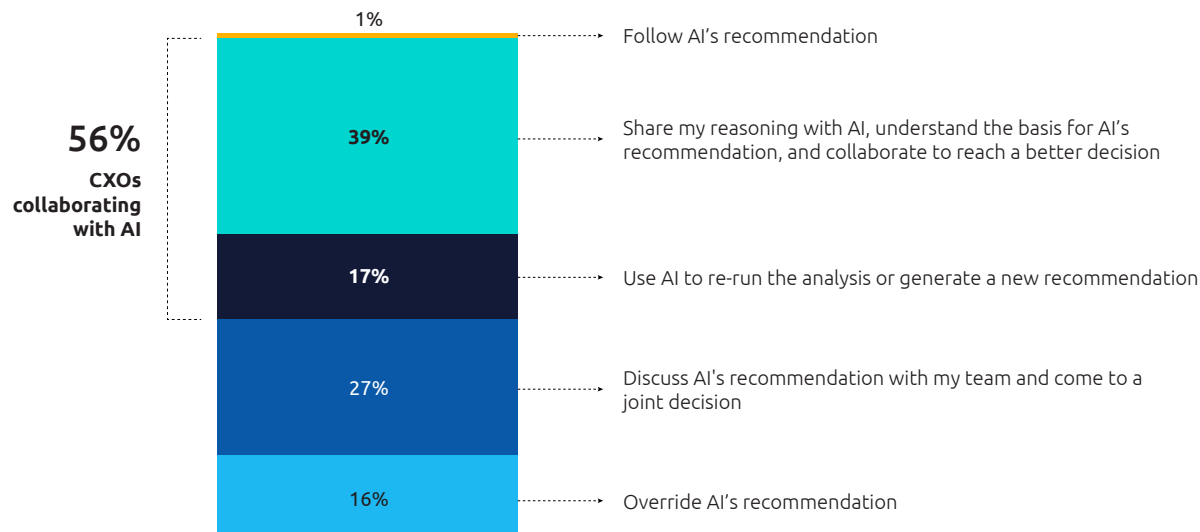 1%
Follow AI’s recommendation
56%
CXOs
collaborating
with AI
39%
Share my reasoning with AI, understand the basis for AI’s
recommendation, and collaborate to reach a better decision
17%
Use AI to re-run the analysis or generate a new recommendation
27%
Discuss AI's recommendation with my team and come to a
joint decision
16%
Override AI’s recommendation